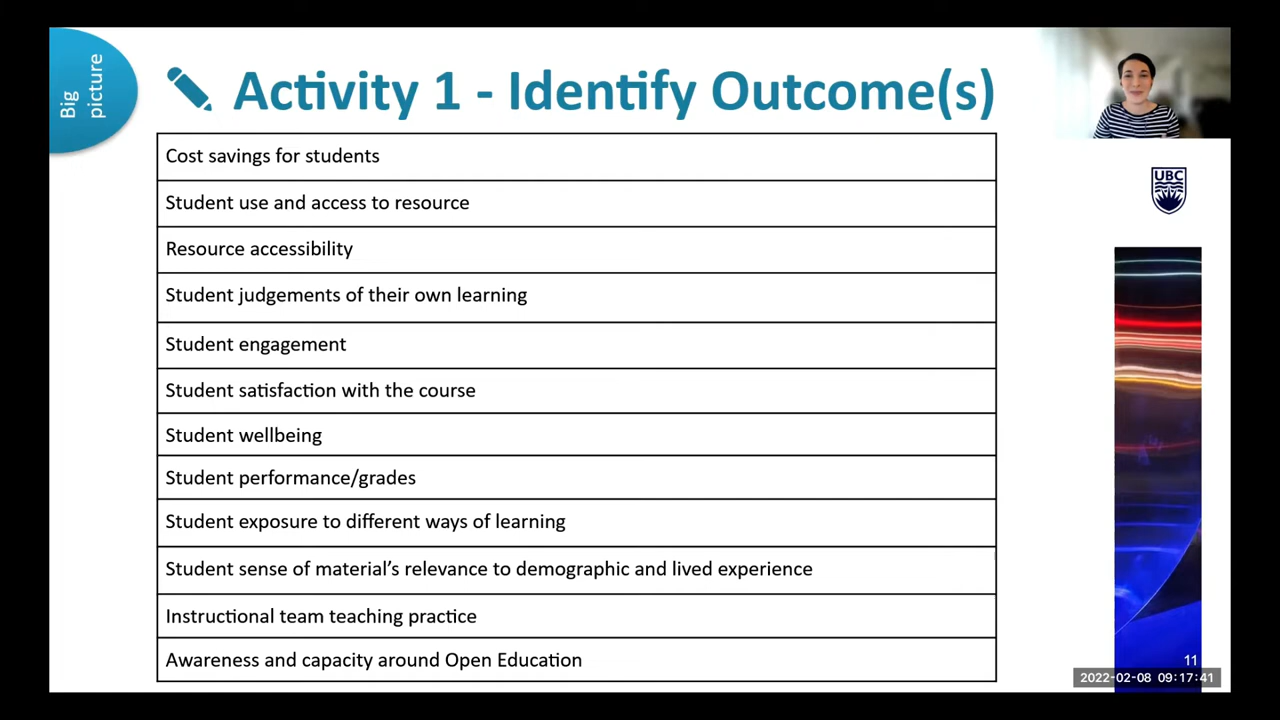 Big
picture
Activity 1 - Identify Outcome(s)
UBC
Cost savings for students
Student use and access to resource
Resource accessibility
Student judgements of their own learning
Student engagement
Student satisfaction with the course
Student wellbeing
Student performance/grades
Student exposure to different ways of learning
Student sense of material’s relevance to demographic and lived experience
Instructional team teaching practice
Awareness and capacity around Open Education
11
2022-02-08 09:17:41